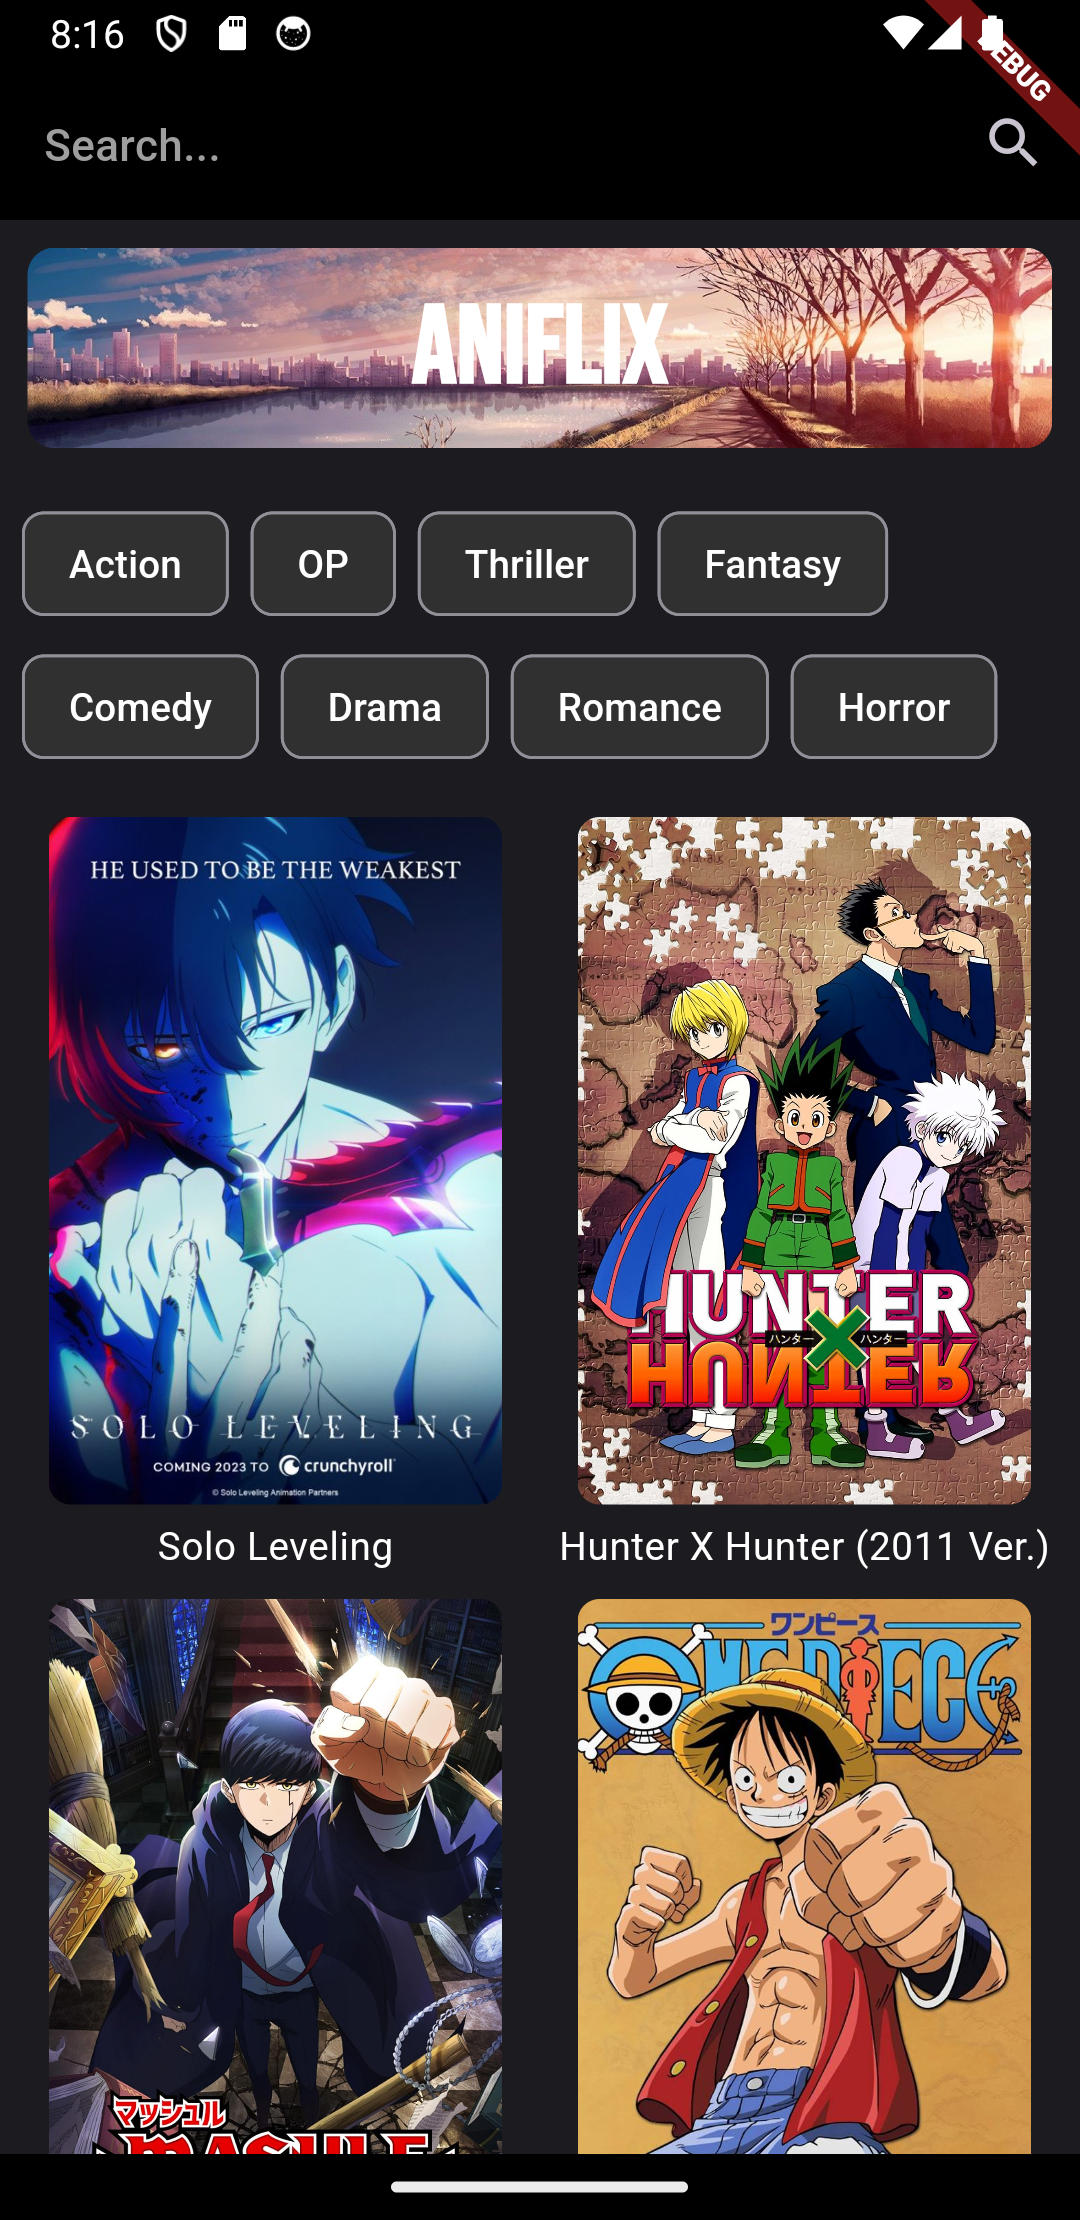 8:16
DEBUG
Search...
ANIFLIX
Action OP Thriller Fantasy
Comedy Drama Romance Horror
HE USED TO BE THE WEAKEST
SOLO LEVELING
COMING 2023 TO crunchyroll
© Solo Leveling Animation Partners
HUNTER
ハンター X ハンター
HUNTER
Solo Leveling
Hunter X Hunter (2011 Ver.)
マッシュル
MASHLE
ワンピース
ONE PIECE